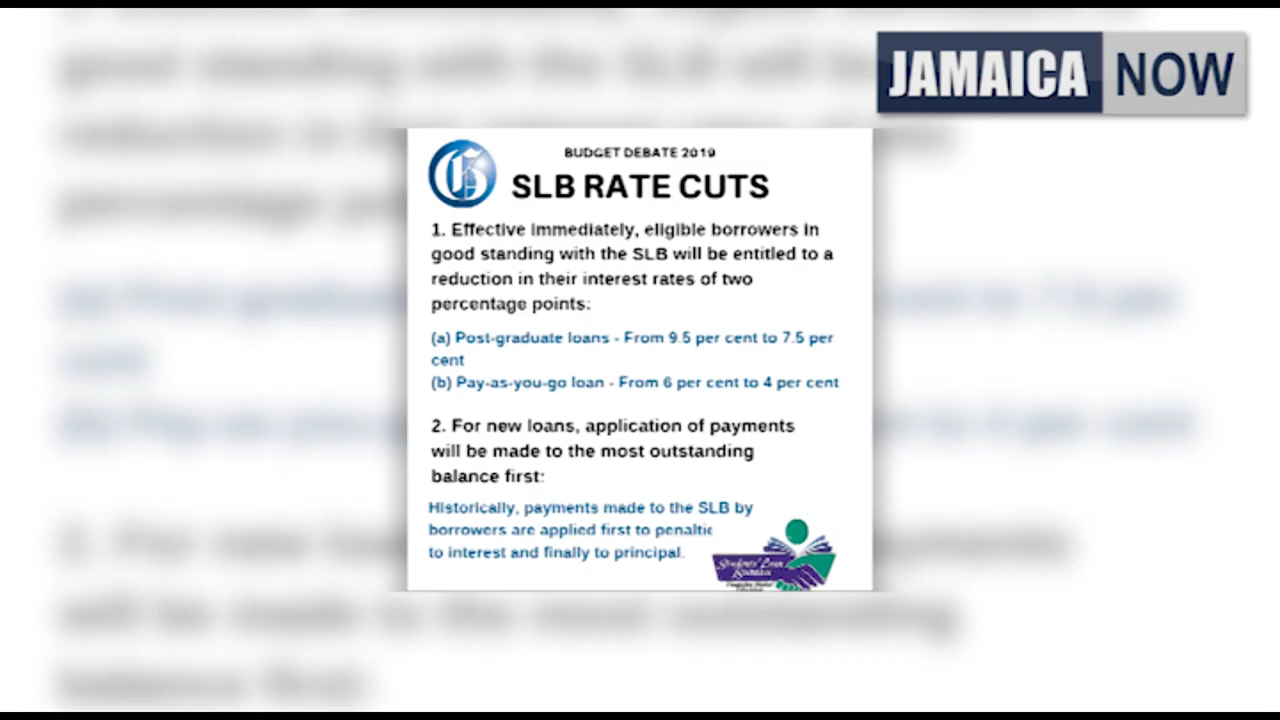 JAMAICA NOW
BUDGET DEBATE 2019
SLB RATE CUTS
1. Effective immediately, eligible borrowers in
good standing with the SLB will be entitled to a
reduction in their interest rates of two
percentage points:
(a) Post-graduate loans - From 9.5 per cent to 7.5 per
cent
(b) Pay-as-you-go loan - From 6 per cent to 4 per cent
2. For new loans, application of payments
will be made to the most outstanding
balance first:
Historically, payments made to the SLB by
borrowers are applied first to penaltie
to interest and finally to principal.
Students' Loan
Bureau